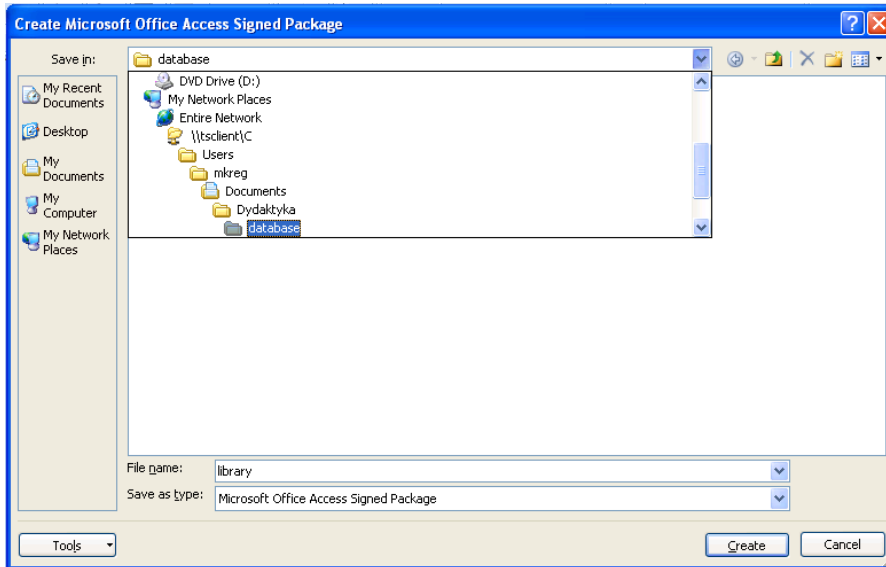 Create Microsoft Office Access Signed Package
Save in:
database
DVD Drive (D:)
My Network Places
Entire Network
\\tsclient\C
Users
mkreg
Documents
Dydaktyka
database
My Recent
Documents
Desktop
My
Documents
My
Computer
My Network
Places
File name:
library
Save as type:
Microsoft Office Access Signed Package
Tools
Create
Cancel